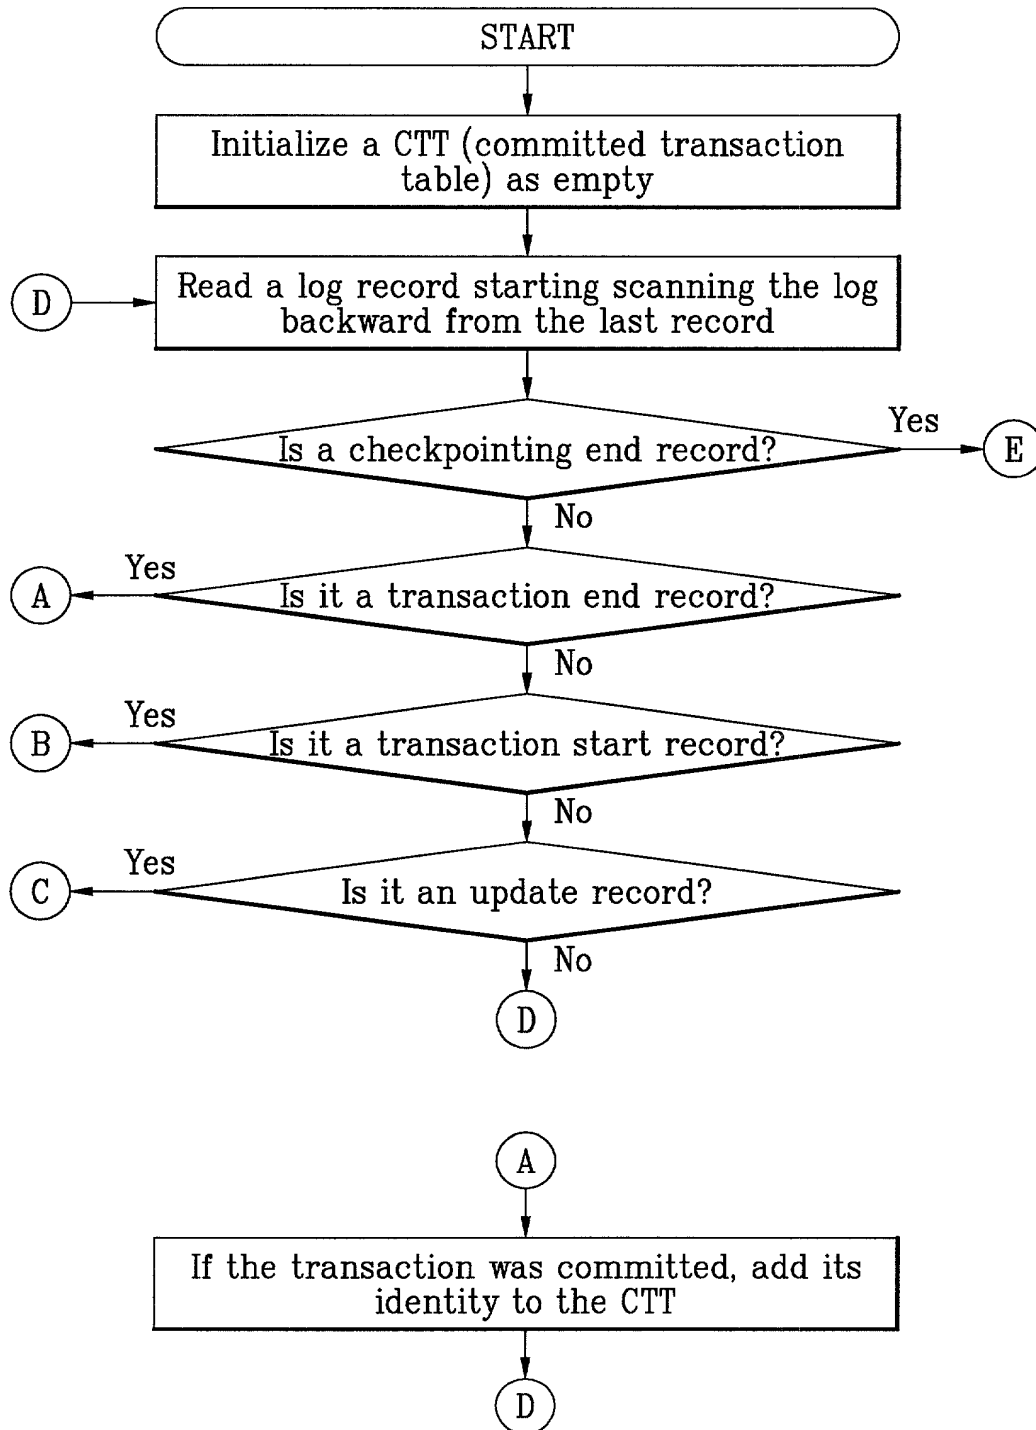 START
Initialize a CTT (committed transaction
table) as empty
D
Read a log record starting scanning the log
backward from the last record
Is a checkpointing end record?
Yes
E
No
Yes
A
Is it a transaction end record?
No
Yes
B
Is it a transaction start record?
No
Yes
C
Is it an update record?
No
D
A
If the transaction was committed, add its
identity to the CTT
D